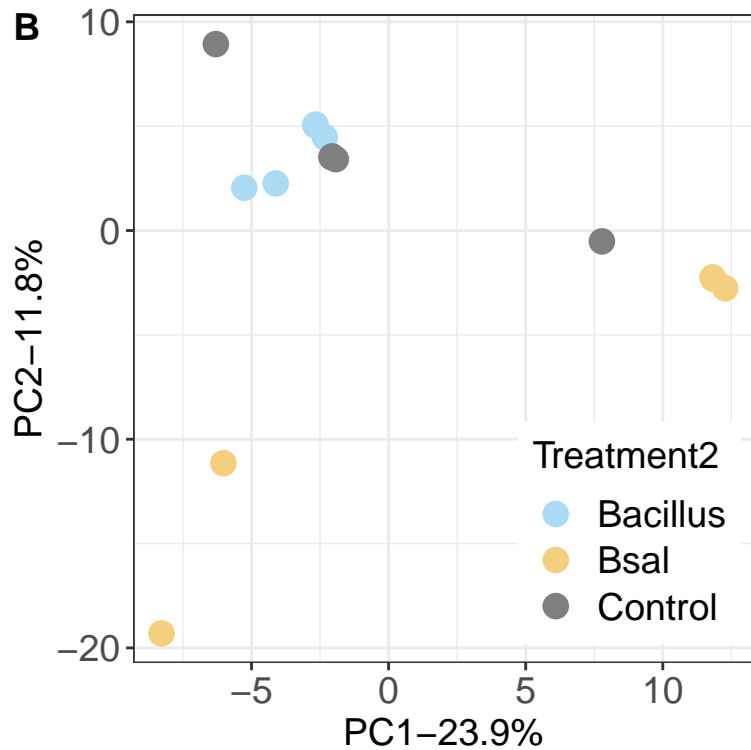 B
10
0
−10
−20
PC2−11.8%
Treatment2
Bacillus
Bsal
Control
−5 0 5 10
PC1−23.9%